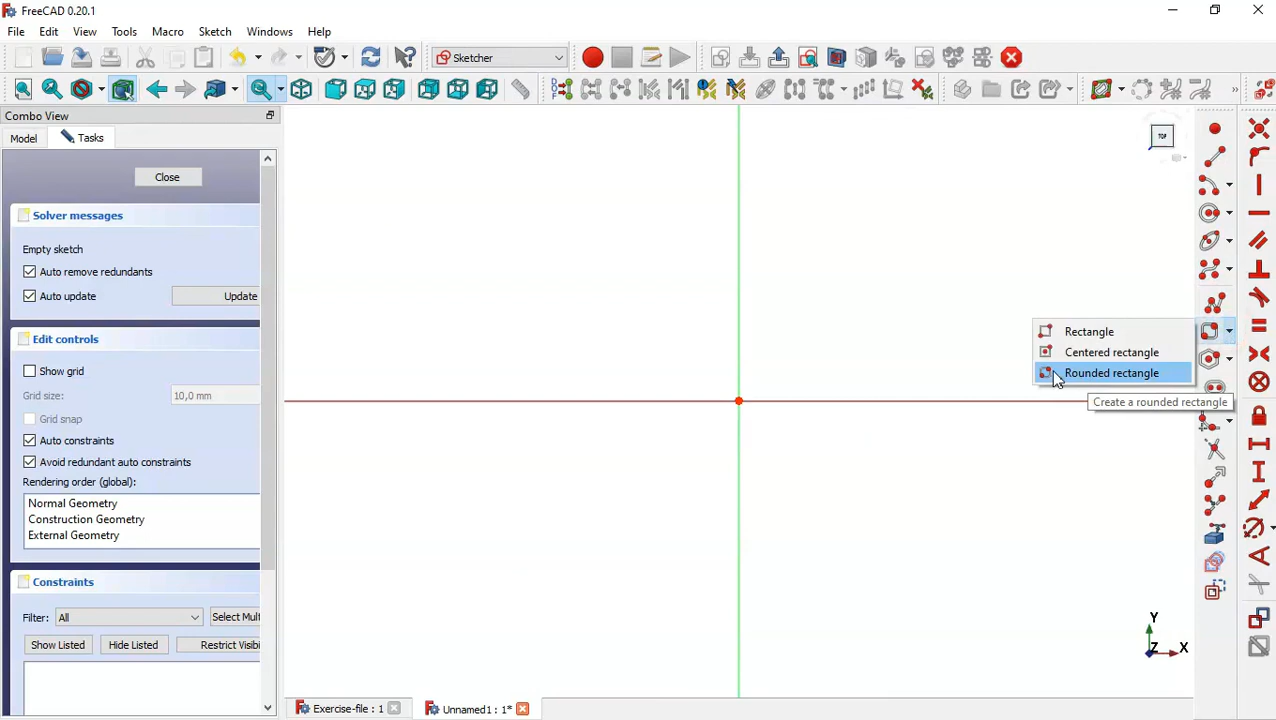 FreeCAD 0.20.1
File Edit View Tools Macro Sketch Windows Help
Sketcher
»
Combo View
Model Tasks
TOP
Close
Solver messages
Empty sketch
Auto remove redundants
Auto update Update
Edit controls
Show grid
Grid size: 10,0 mm
Grid snap
Auto constraints
Avoid redundant auto constraints
Rendering order (global):
Normal Geometry
Construction Geometry
External Geometry
Constraints
Filter: All Select Mult
Show Listed Hide Listed Restrict Visibi
Rectangle
Centered rectangle
Rounded rectangle
Create a rounded rectangle
Y
Z X
Exercise-file : 1 Unnamed1 : 1*